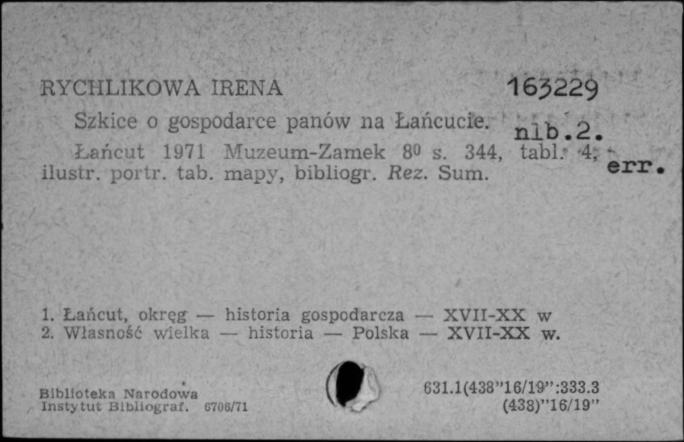 RYCHLIKOWA IRENA 163229
Szkice o gospodarce panów na Łańcucie. nlb.2.
Łańcut 1971 Muzeum-Zamek 8⁰ s. 344, tabl. 4, err.
ilustr. portr. tab. mapy, bibliogr. Rez. Sum.
1. Łańcut, okręg — historia gospodarcza — XVII-XX w
2. Własność wielka — historia — Polska — XVII-XX w.
Biblioteka Narodowa 631.1(438"16/19":333.3
Instytut Bibliograf. 6706/71 (438)"16/19"